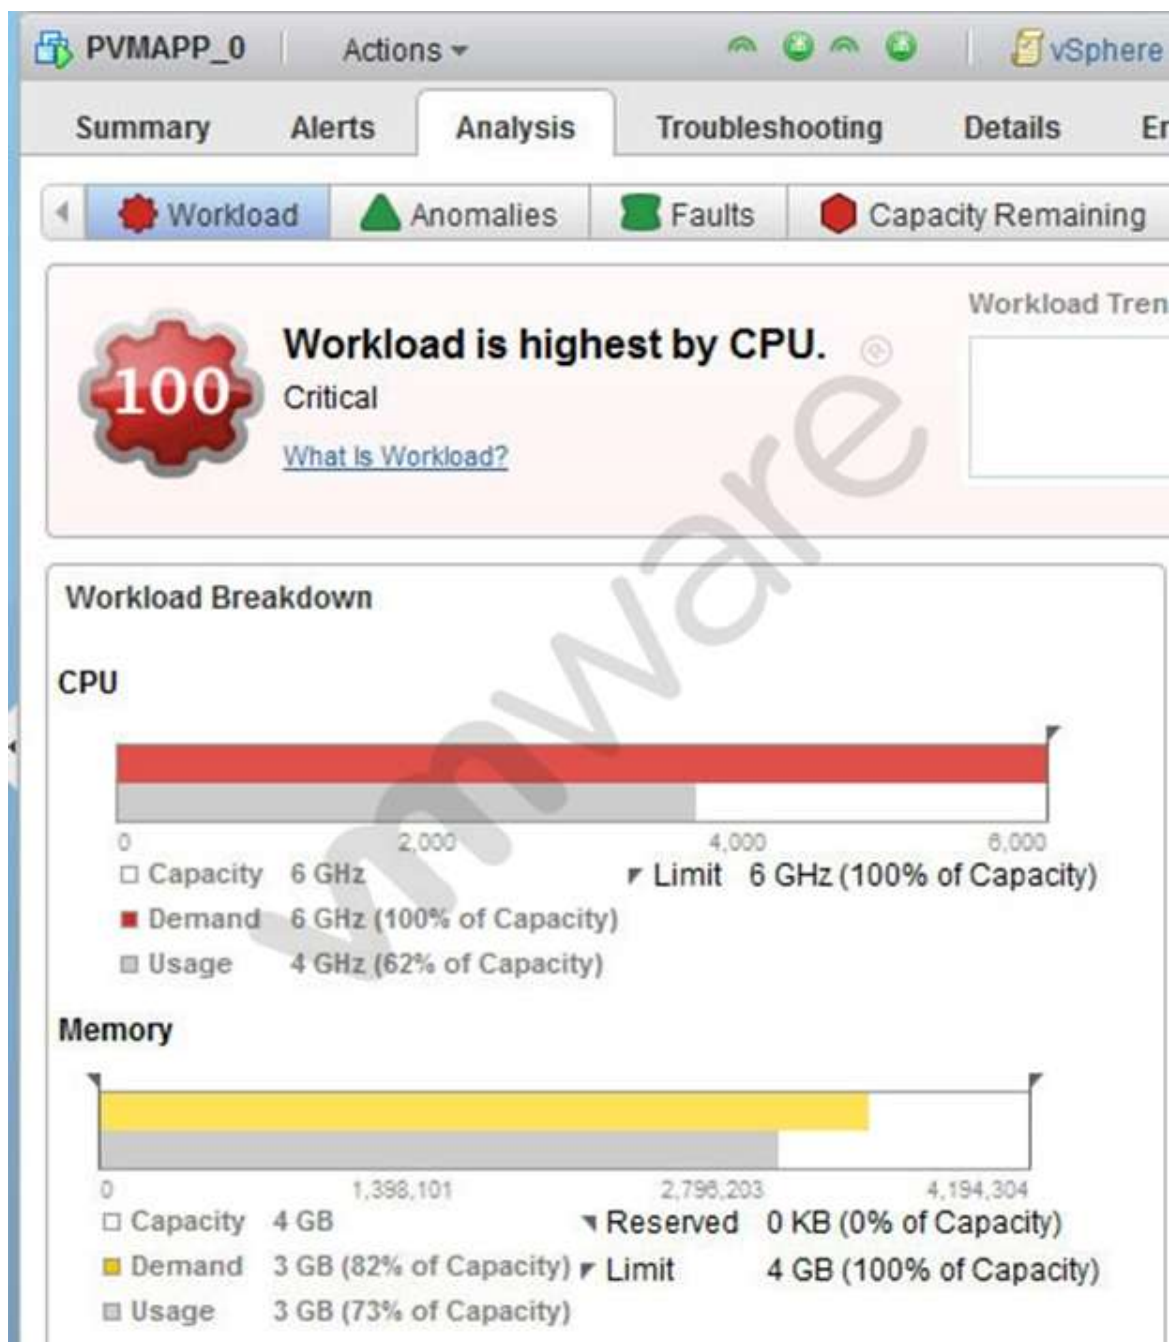 PVMAPP_0 Actions vSphere
Summary Alerts Analysis Troubleshooting Details Er
Workload Anomalies Faults Capacity Remaining
Workload Tren
100
Workload is highest by CPU.
Critical
What Is Workload?
vmware®
Workload Breakdown
CPU
0 2,000 4,000 6,000
Capacity 6 GHz Limit 6 GHz (100% of Capacity)
Demand 6 GHz (100% of Capacity)
Usage 4 GHz (62% of Capacity)
Memory
0 1,398,101 2,796,203 4,194,304
Capacity 4 GB Reserved 0 KB (0% of Capacity)
Demand 3 GB (82% of Capacity) Limit 4 GB (100% of Capacity)
Usage 3 GB (73% of Capacity)